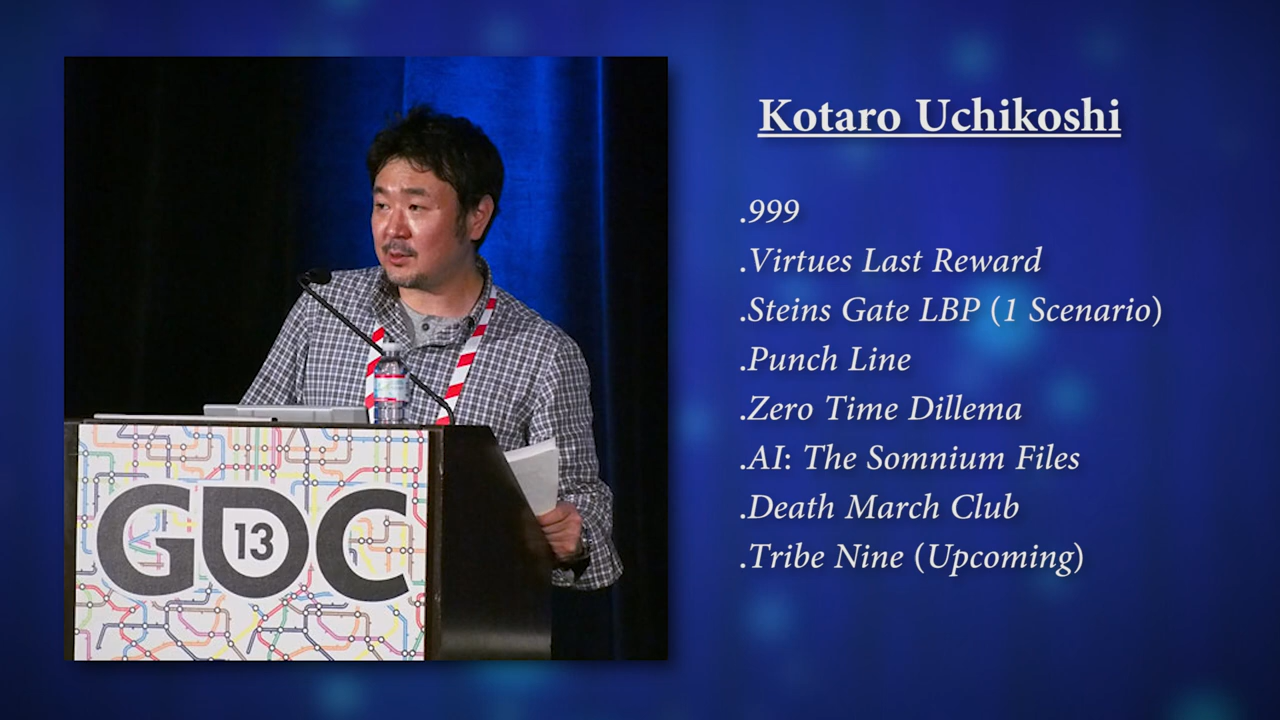 Kotaro Uchikoshi
.999
.Virtues Last Reward
.Steins Gate LBP (1 Scenario)
.Punch Line
.Zero Time Dillema
.AI: The Somnium Files
.Death March Club
.Tribe Nine (Upcoming)
GDC
13